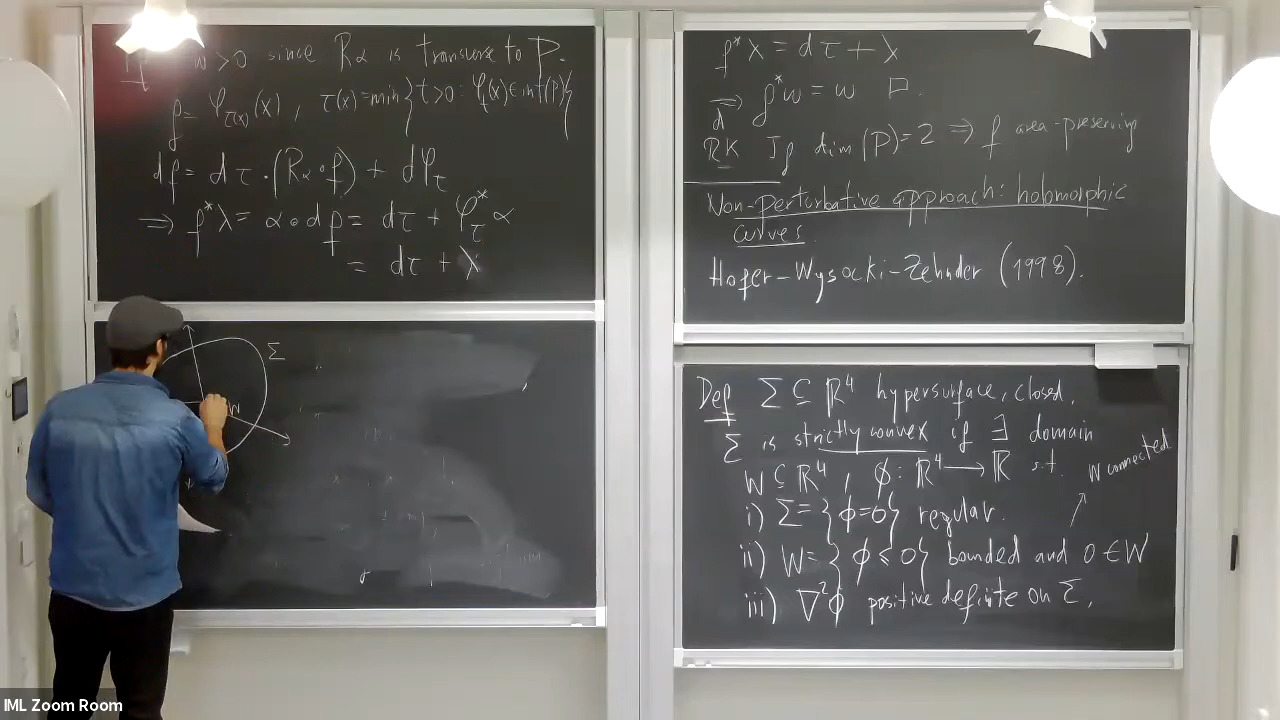 Pf w>0 since Rα is transverse to P.
f = φ_τ(x)(x), τ(x)=min{t>0: φ_t(x)∈int(P)}
df = dτ·(Rα∘f) + dφ_τ
⟹ f*λ = α∘df = dτ + φ_τ*α
= dτ + λ
f*λ = dτ + λ
⟹ f*w = w □.
d
RK If dim(P)=2 ⟹ f area-preserving
Non-perturbative approach: holomorphic
curves.
Hofer-Wysocki-Zehnder (1998).
Σ
W
Def Σ ⊆ ℝ⁴ hypersurface, closed.
Σ is strictly convex if ∃ domain
W ⊆ ℝ⁴, ϕ: ℝ⁴ ⟶ ℝ s.t. W connected
i) Σ = {ϕ=0} regular.
ii) W = {ϕ ≤ 0} bounded and 0 ∈ W
iii) ∇²ϕ positive definite on Σ.
IML Zoom Room